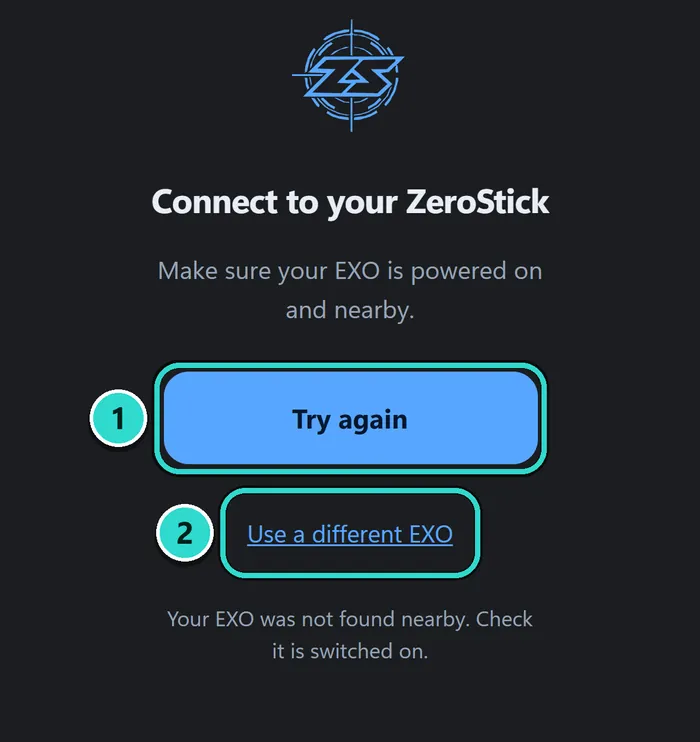 ZS
Connect to your ZeroStick
Make sure your EXO is powered on
and nearby.
1
Try again
2
Use a different EXO
Your EXO was not found nearby. Check
it is switched on.